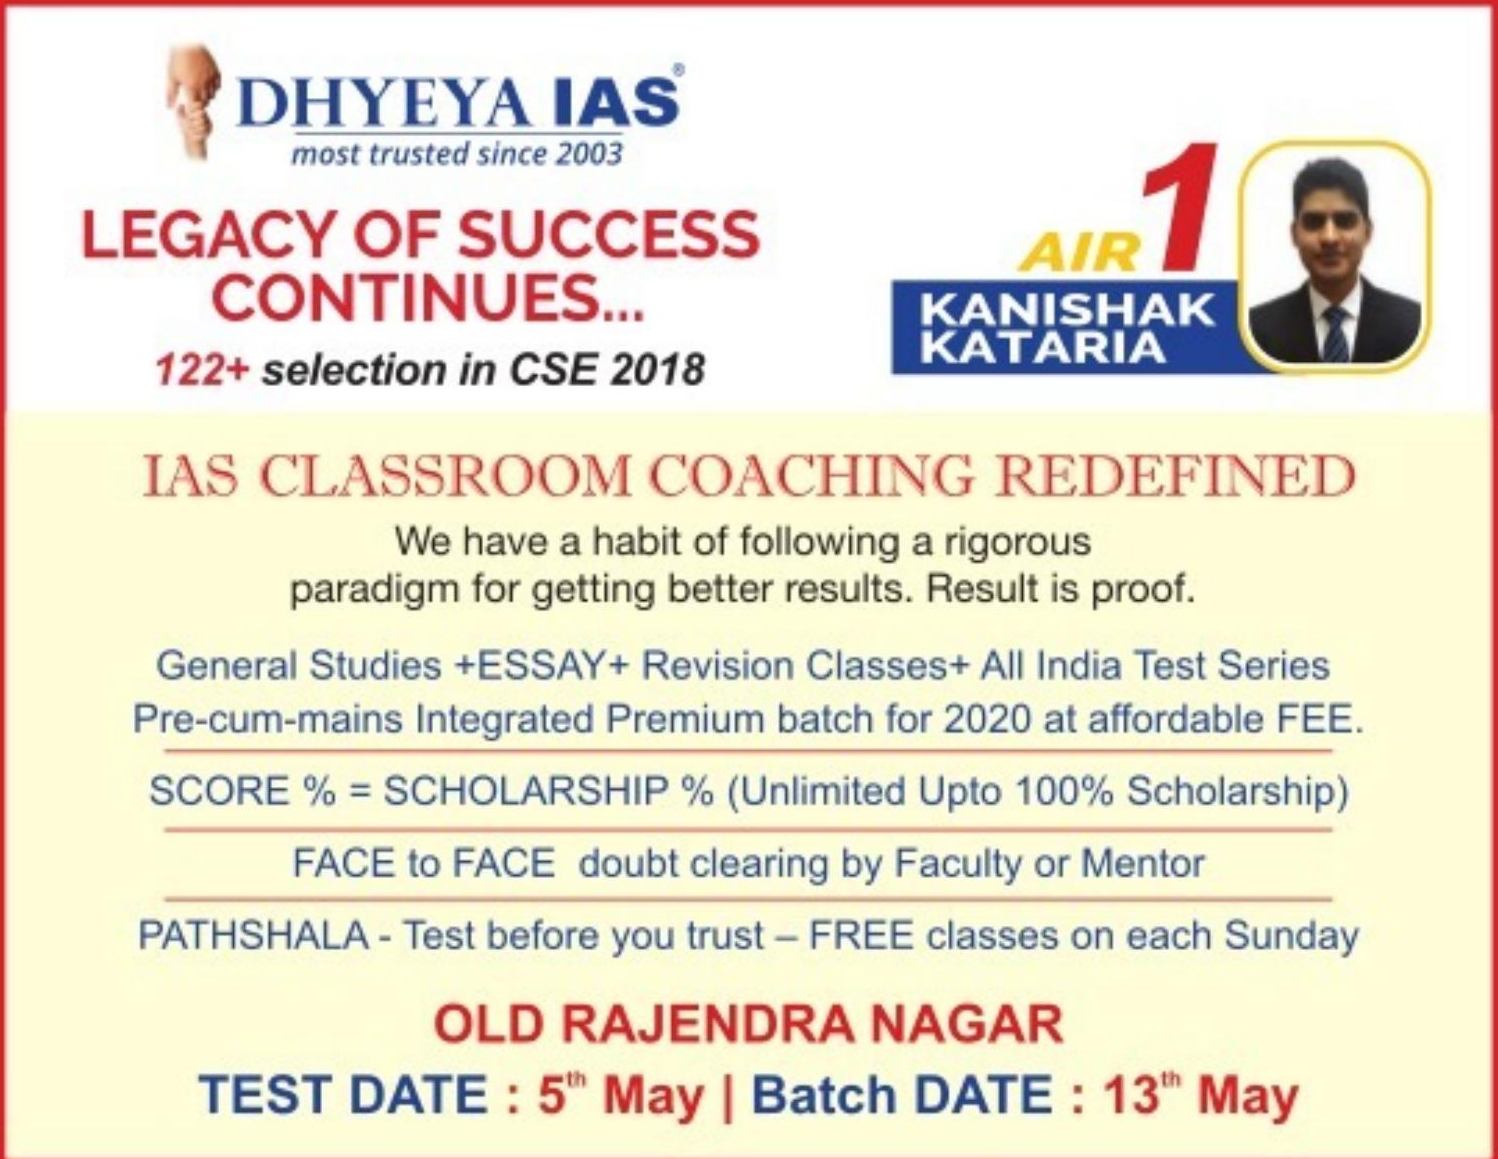 DHYEYA IAS®
most trusted since 2003
LEGACY OF SUCCESS
CONTINUES...
122+ selection in CSE 2018
AIR 1
KANISHAK
KATARIA
IAS CLASSROOM COACHING REDEFINED
We have a habit of following a rigorous
paradigm for getting better results. Result is proof.
General Studies +ESSAY+ Revision Classes+ All India Test Series
Pre-cum-mains Integrated Premium batch for 2020 at affordable FEE.
SCORE % = SCHOLARSHIP % (Unlimited Upto 100% Scholarship)
FACE to FACE doubt clearing by Faculty or Mentor
PATHSHALA - Test before you trust – FREE classes on each Sunday
OLD RAJENDRA NAGAR
TEST DATE : 5th May | Batch DATE : 13th May